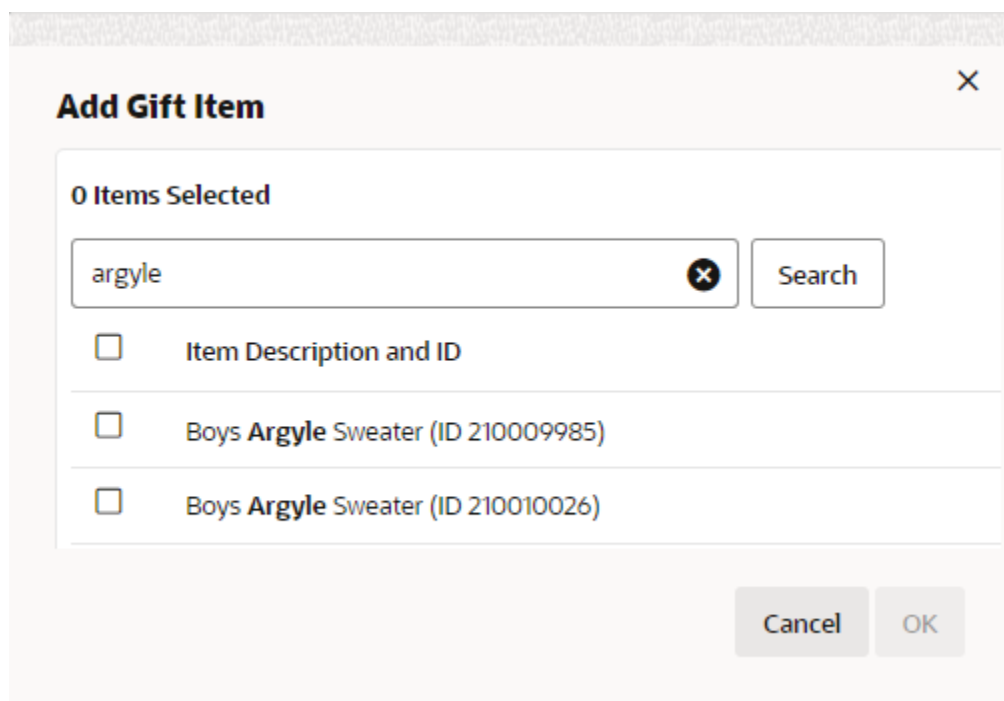 Add Gift Item
0 Items Selected
argyle
Search
Item Description and ID
Boys Argyle Sweater (ID 210009985)
Boys Argyle Sweater (ID 210010026)
Cancel
OK